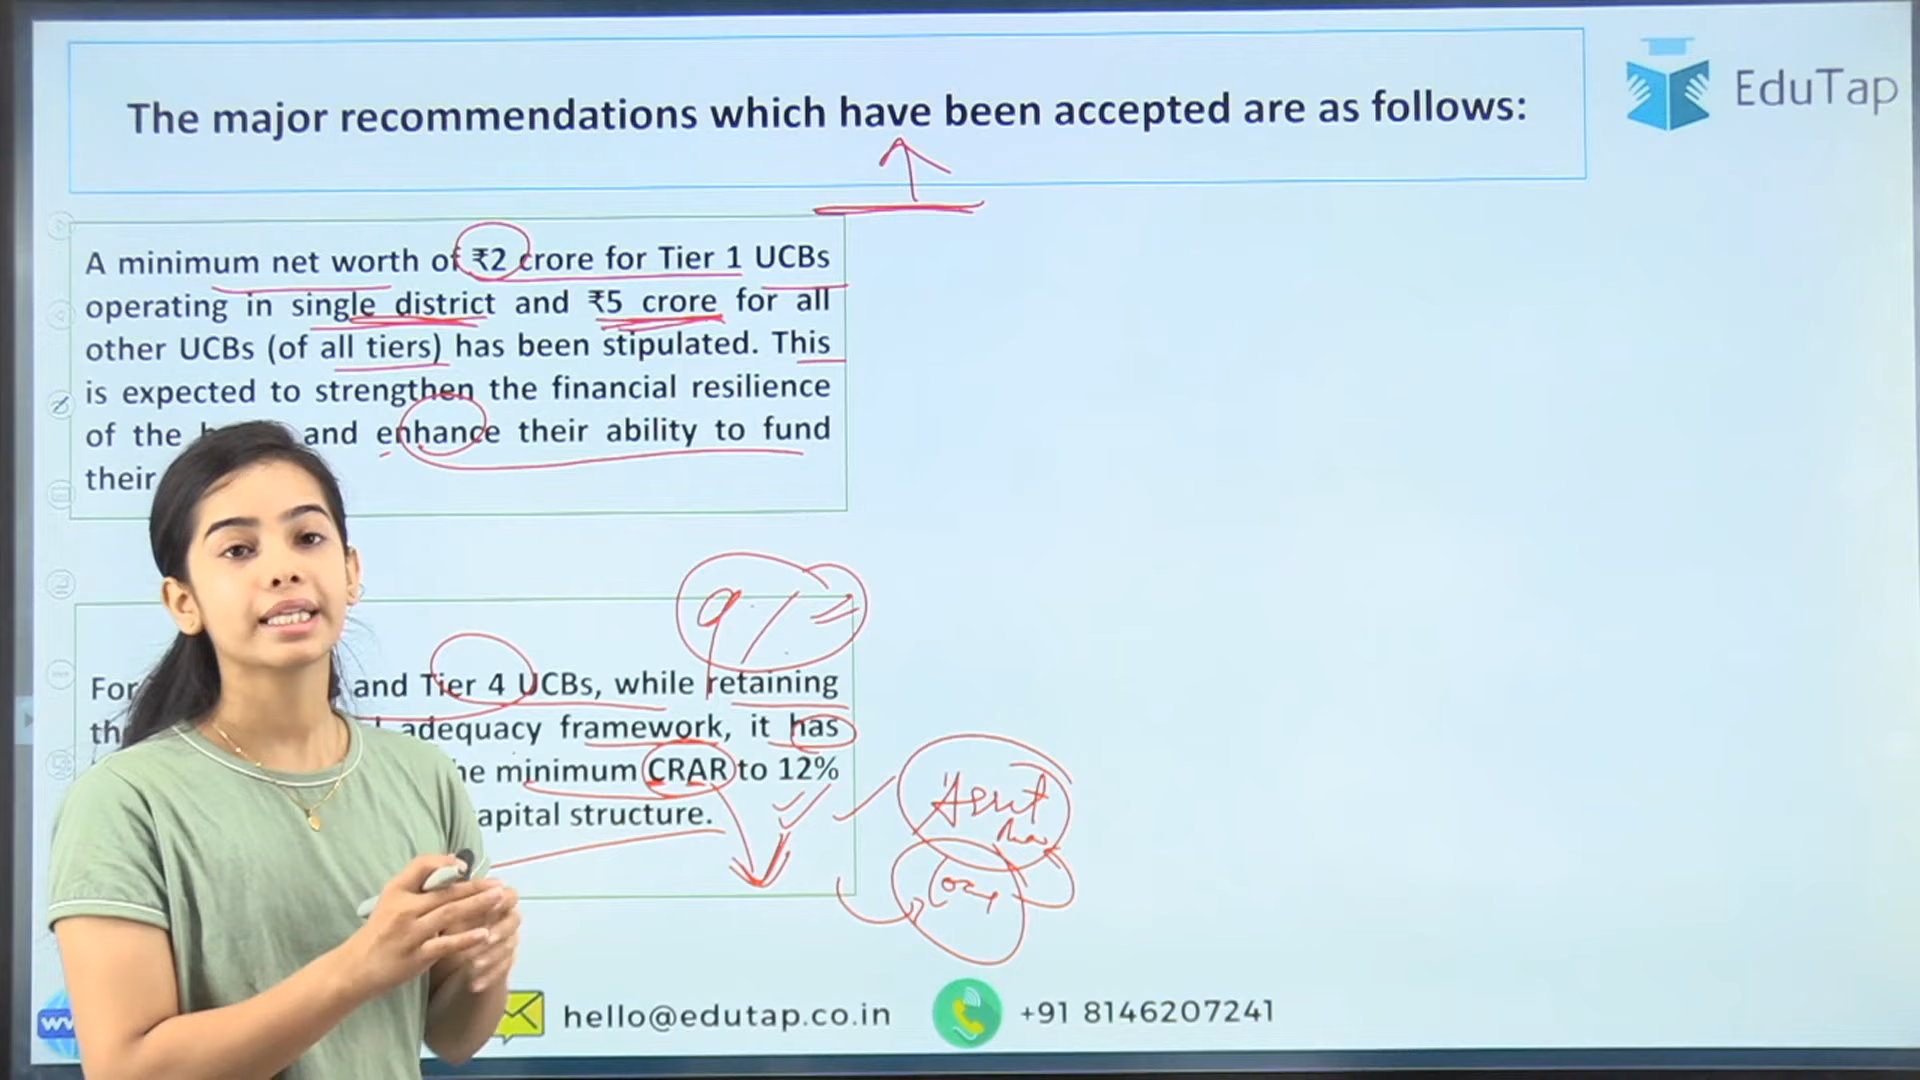 The major recommendations which have been accepted are as follows:
EduTap
A minimum net worth of ₹2 crore for Tier 1 UCBs
operating in single district and ₹5 crore for all
other UCBs (of all tiers) has been stipulated. This
is expected to strengthen the financial resilience
of the and enhance their ability to fund
their
9%
For and Tier 4 UCBs, while retaining
adequacy framework, it has
minimum CRAR to 12%
apital structure.
hello@edutap.co.in
+91 8146207241